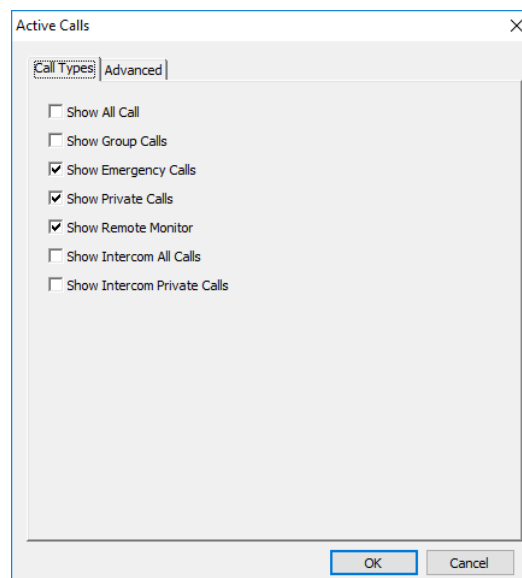 Active Calls
Call Types Advanced
Show All Call
Show Group Calls
Show Emergency Calls
Show Private Calls
Show Remote Monitor
Show Intercom All Calls
Show Intercom Private Calls
OK Cancel